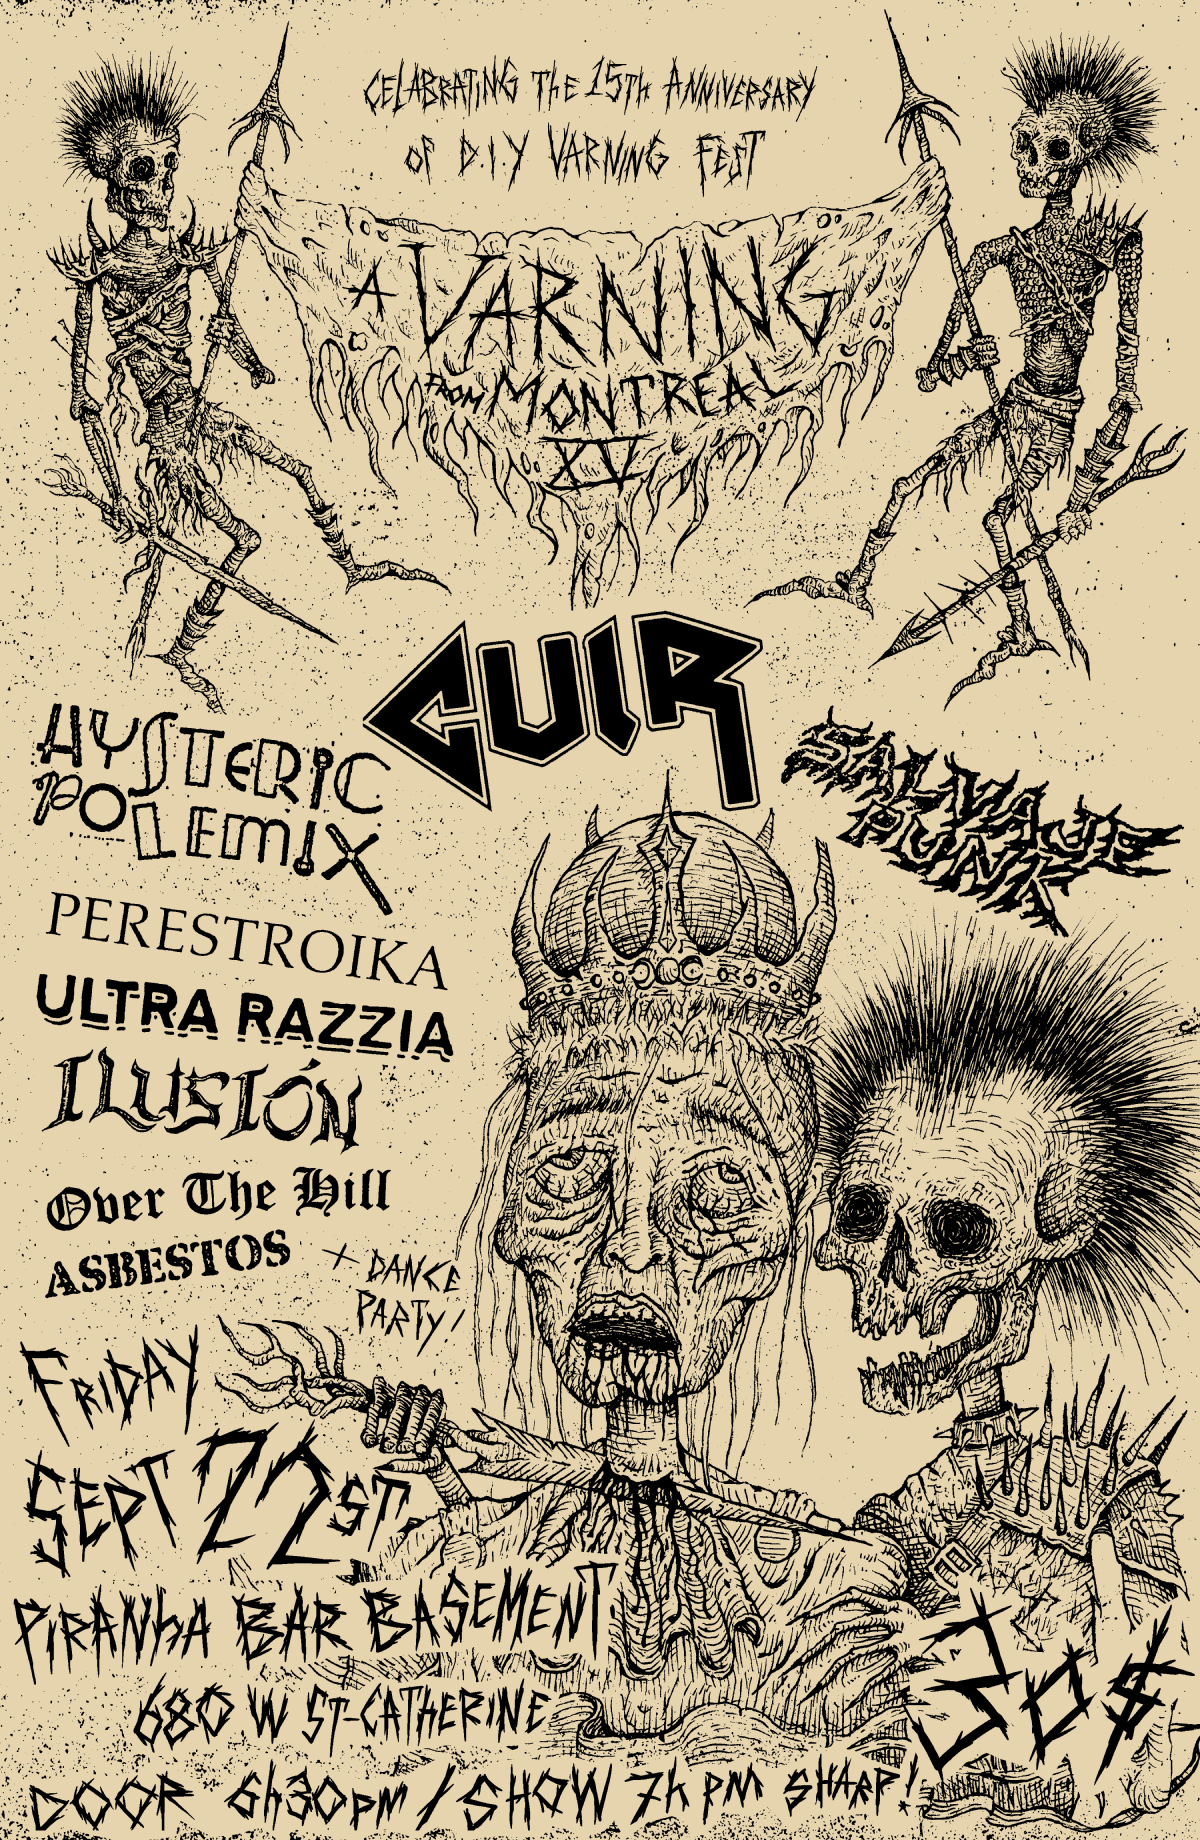 CELABRATING THE 15TH ANNIVERSARY
OF D.I.Y VARNING FEST
A VARNING
FROM MONTREAL
XV
CUIR
HYSTERIC
POLEMIX
SALVAJE
PUNK
PERESTROIKA
ULTRA RAZZIA
ILUSIÓN
Over The Hill
ASBESTOS
+ DANCE
PARTY!
FRIDAY
SEPT 22ST.
PIRANhA BAR BASEMENT
680 W ST-CATHERINE
30$
DOOR 6h30pm / SHOW 7h pm SHARP!